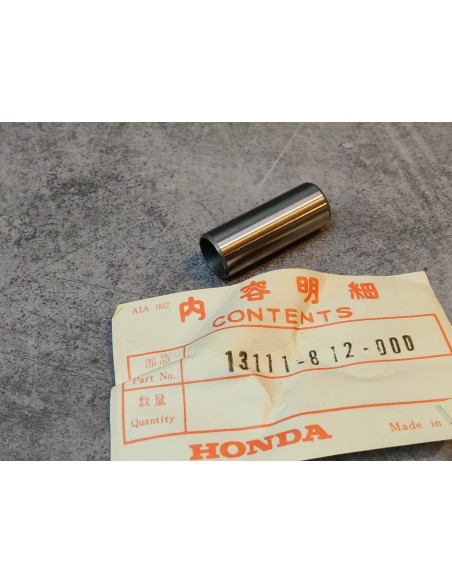 AIA 002
内容明細
CONTENTS
部品
Part No.
13111-812-000
数量
Quantity
HONDA
Made in